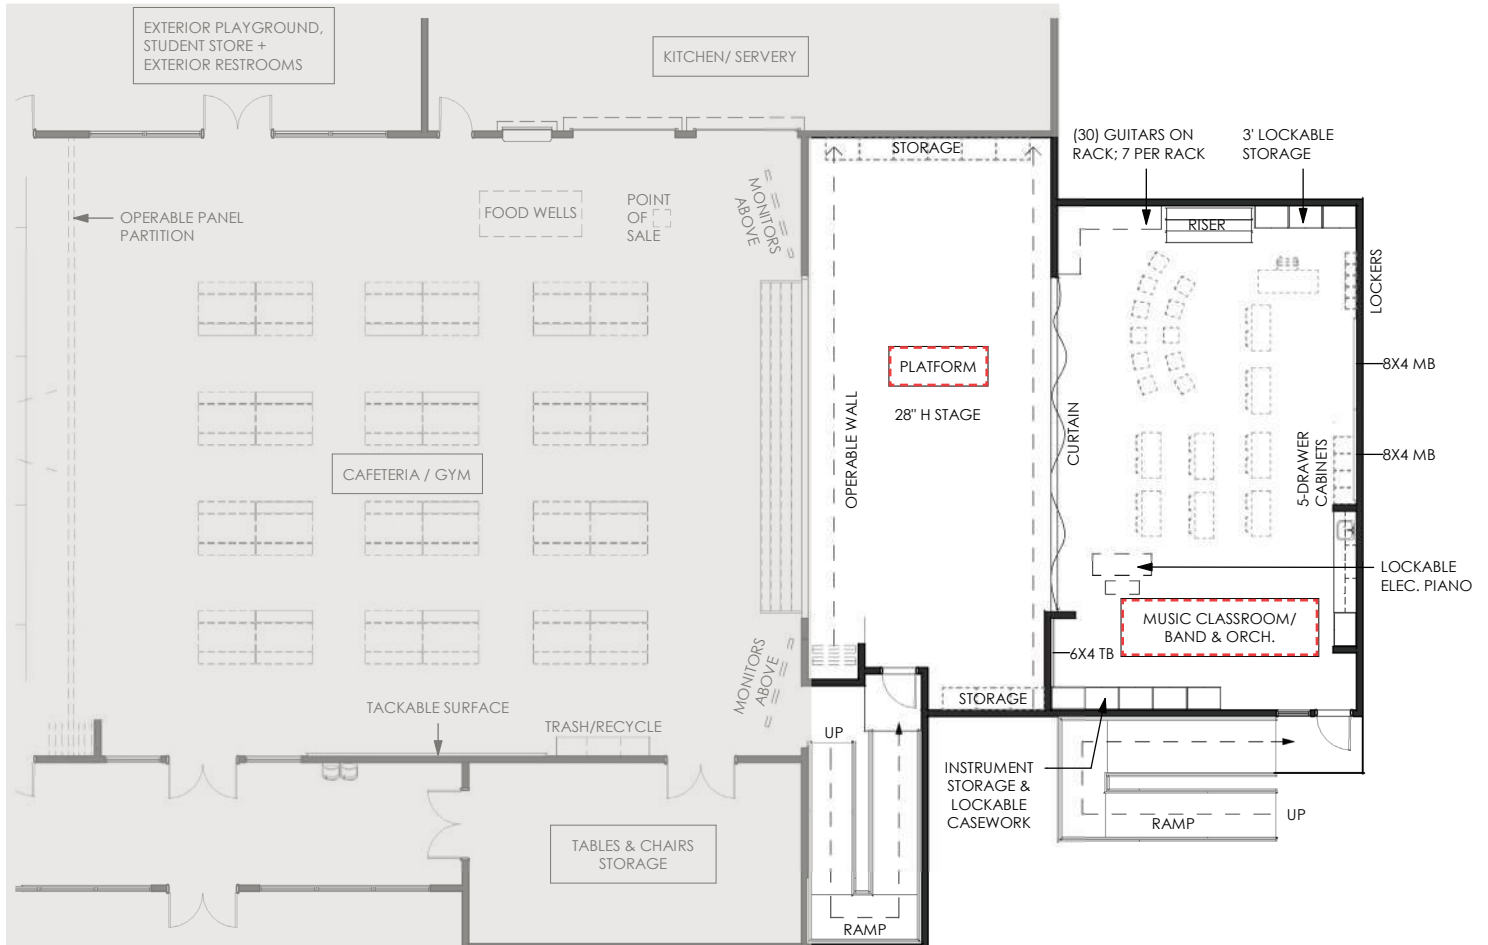 EXTERIOR PLAYGROUND,
STUDENT STORE +
EXTERIOR RESTROOMS
KITCHEN/ SERVERY
(30) GUITARS ON
RACK; 7 PER RACK
3' LOCKABLE
STORAGE
STORAGE
OPERABLE PANEL
PARTITION
FOOD WELLS
POINT
OF
SALE
MONITORS
ABOVE
RISER
LOCKERS
PLATFORM
8X4 MB
28" H STAGE
OPERABLE WALL
CURTAIN
5-DRAWER
CABINETS
8X4 MB
CAFETERIA / GYM
LOCKABLE
ELEC. PIANO
MUSIC CLASSROOM/
BAND & ORCH.
6X4 TB
MONITORS
ABOVE
STORAGE
TACKABLE SURFACE
TRASH/RECYCLE
UP
INSTRUMENT
STORAGE &
LOCKABLE
CASEWORK
RAMP
UP
TABLES & CHAIRS
STORAGE
RAMP